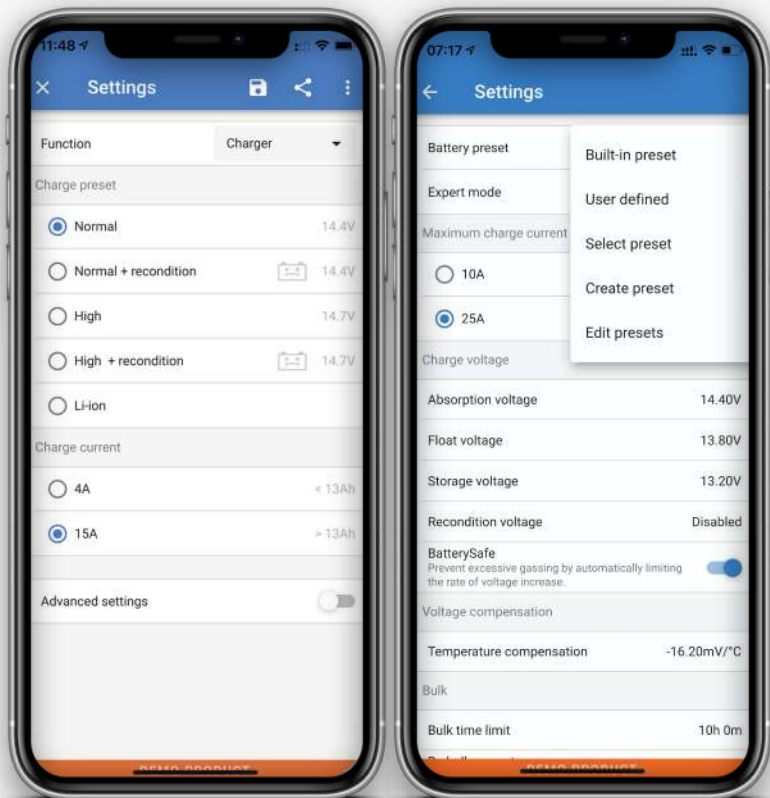 11:48
Settings
Function Charger
Charge preset
Normal 14.4V
Normal + recondition 14.4V
High 14.7V
High + recondition 14.7V
Li-ion
Charge current
4A < 13Ah
15A > 13Ah
Advanced settings
DEMO PRODUCT
07:17
Settings
Battery preset
Expert mode
Built-in preset
User defined
Select preset
Create preset
Edit presets
Maximum charge current
10A
25A
Charge voltage
Absorption voltage 14.40V
Float voltage 13.80V
Storage voltage 13.20V
Recondition voltage Disabled
BatterySafe
Prevent excessive gassing by automatically limiting
the rate of voltage increase.
Voltage compensation
Temperature compensation -16.20mV/°C
Bulk
Bulk time limit 10h 0m
DEMO PRODUCT